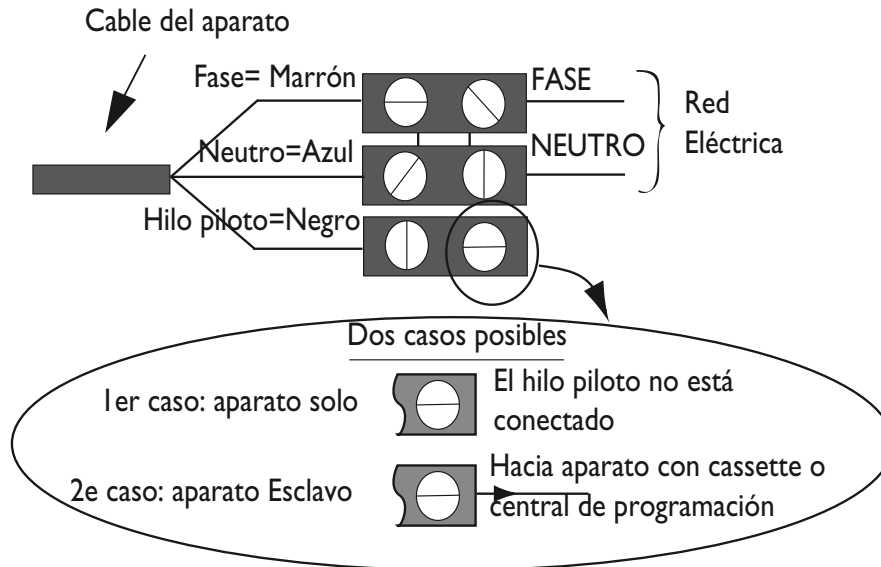 Cable del aparato
Fase= Marrón
FASE
Neutro=Azul
NEUTRO
Red
Eléctrica
Hilo piloto=Negro
Dos casos posibles
1er caso: aparato solo
El hilo piloto no está
conectado
2e caso: aparato Esclavo
Hacia aparato con cassette o
central de programación